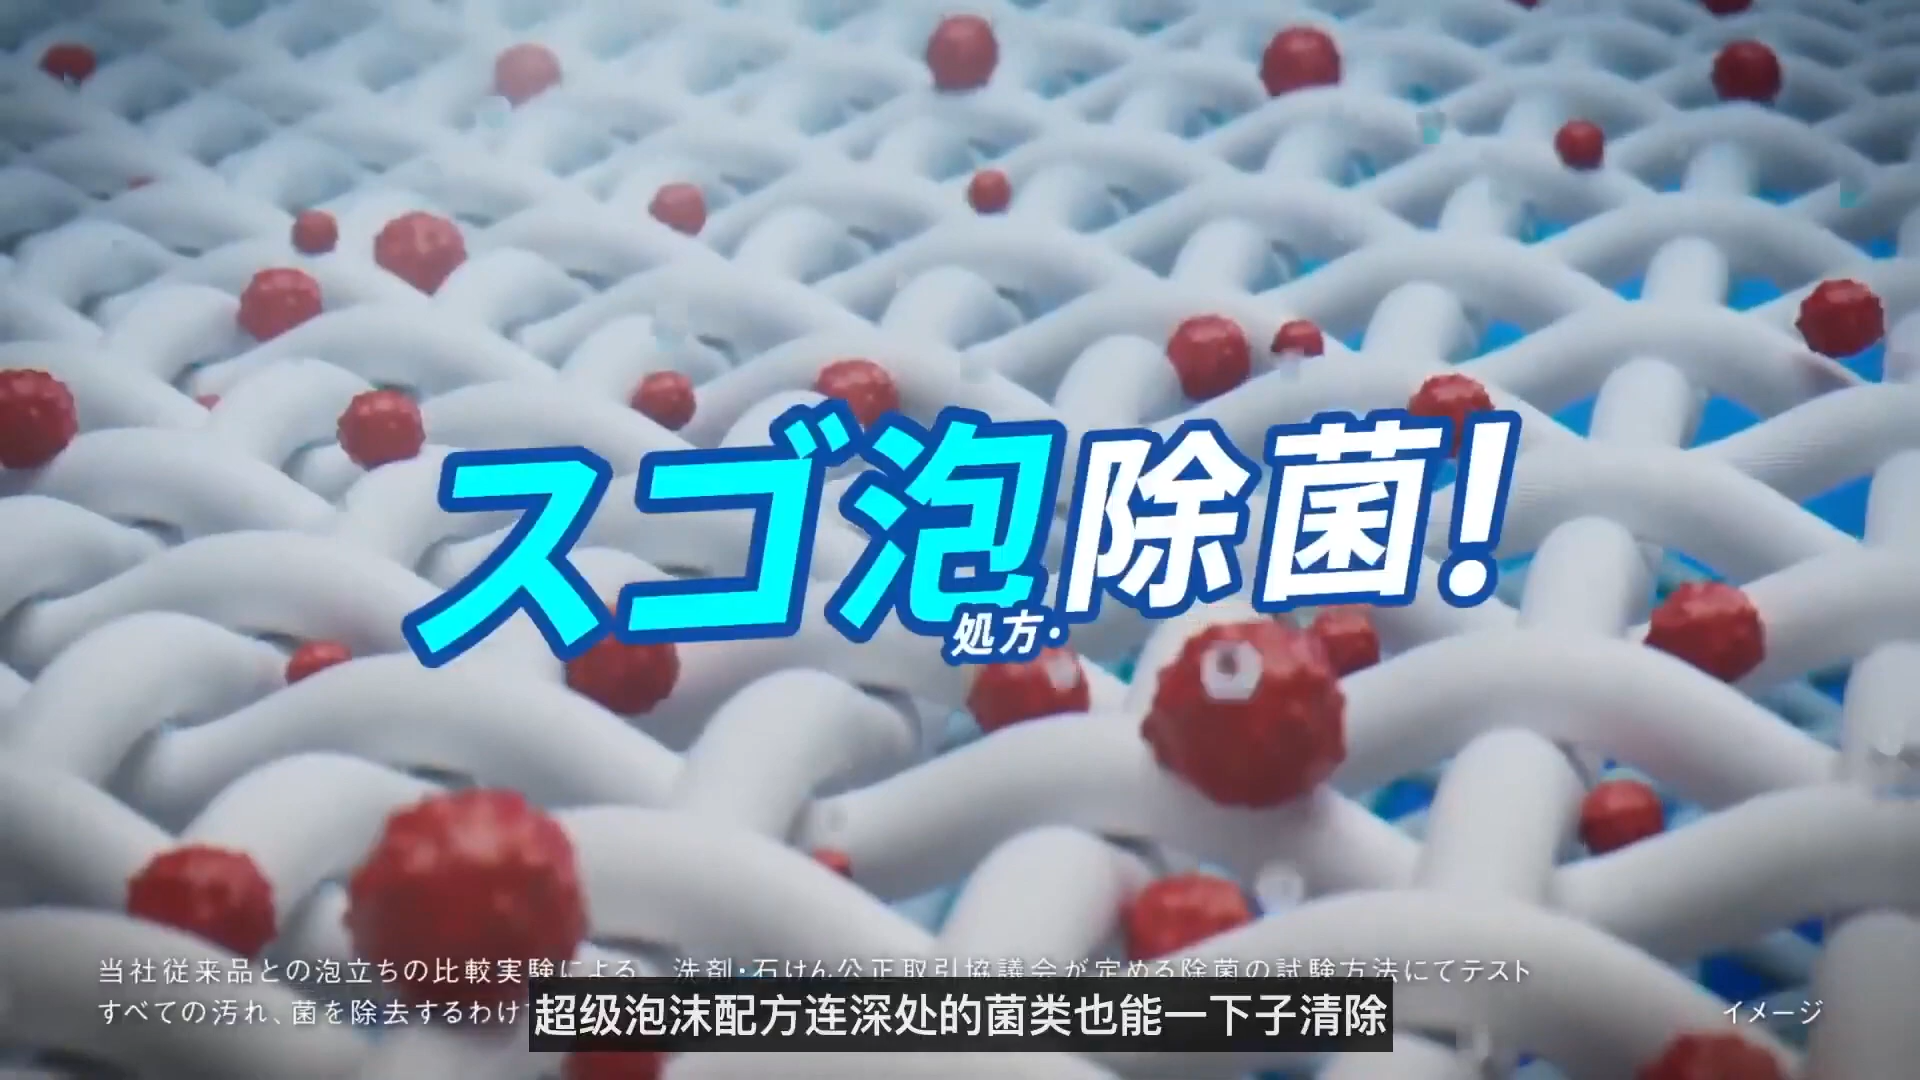 スゴ泡除菌!
処方・
当社従来品との泡立ちの比較実験による 洗剤・石けん公正取引協議会が定める除菌の試験方法にてテスト
すべての汚れ、菌を除去するわけ
超级泡沫配方连深处的菌类也能一下子清除
イメージ